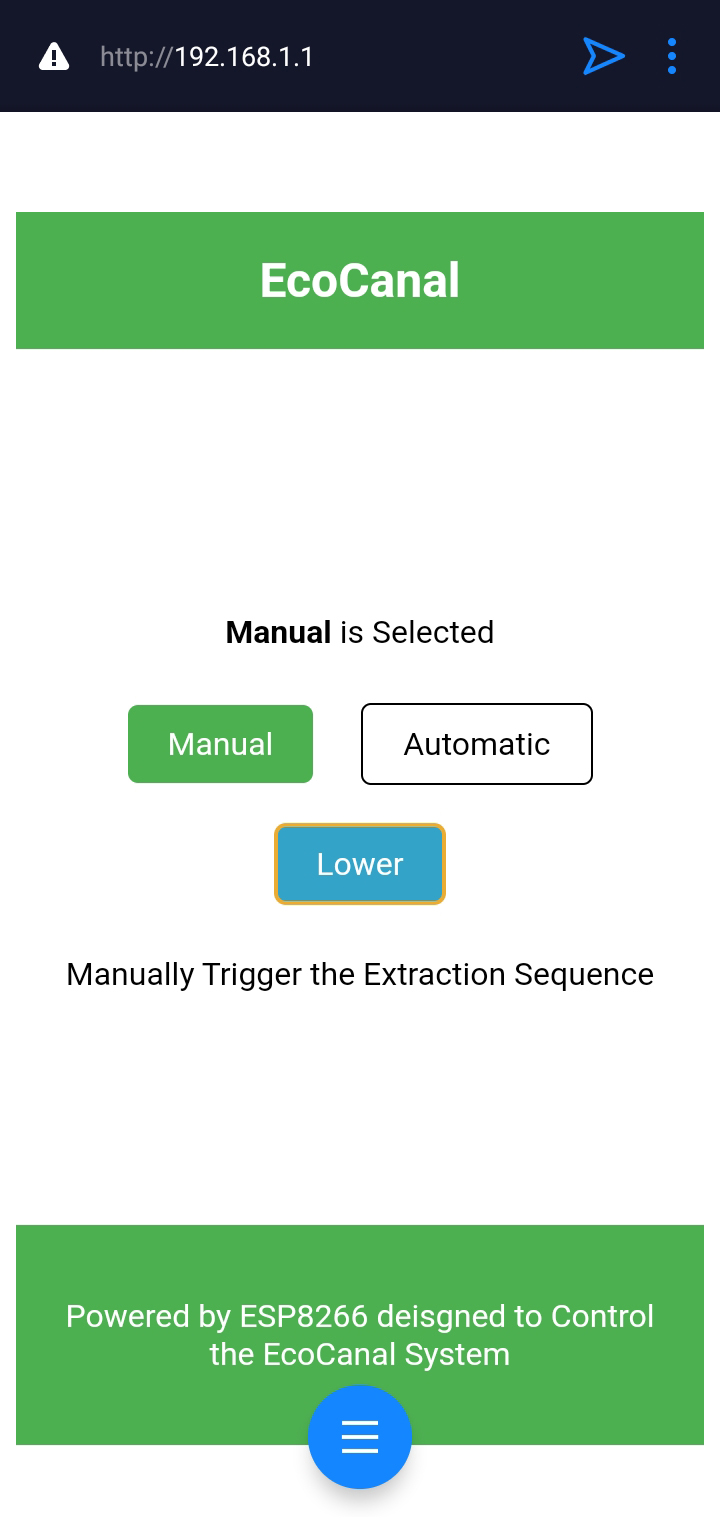 http://192.168.1.1
EcoCanal
Manual is Selected
Manual
Automatic
Lower
Manually Trigger the Extraction Sequence
Powered by ESP8266 deisgned to Control
the EcoCanal System